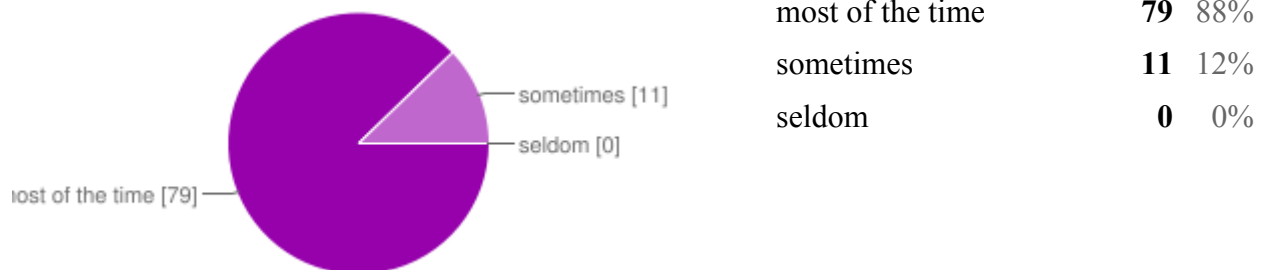 sometimes [11]
seldom [0]
of the time [79]
most of the time 79 88%
sometimes 11 12%
seldom 0 0%